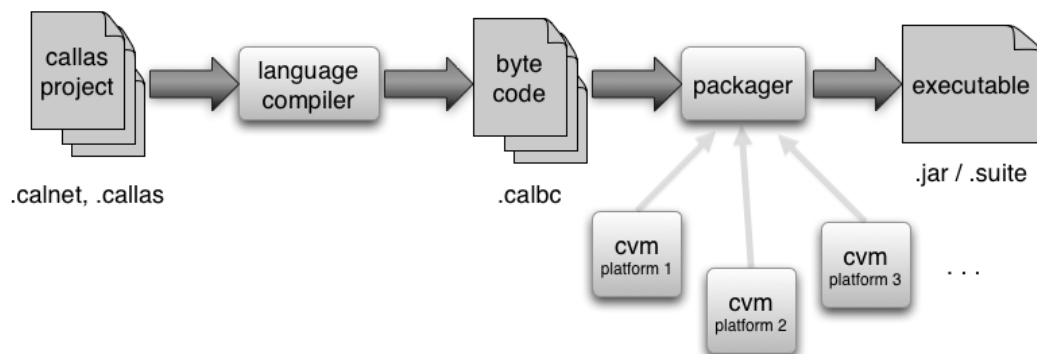 callas
project
language
compiler
byte
code
packager
executable
.calnet, .callas
.calbc
.jar / .suite
cvm
platform 1
cvm
platform 2
cvm
platform 3
. . .